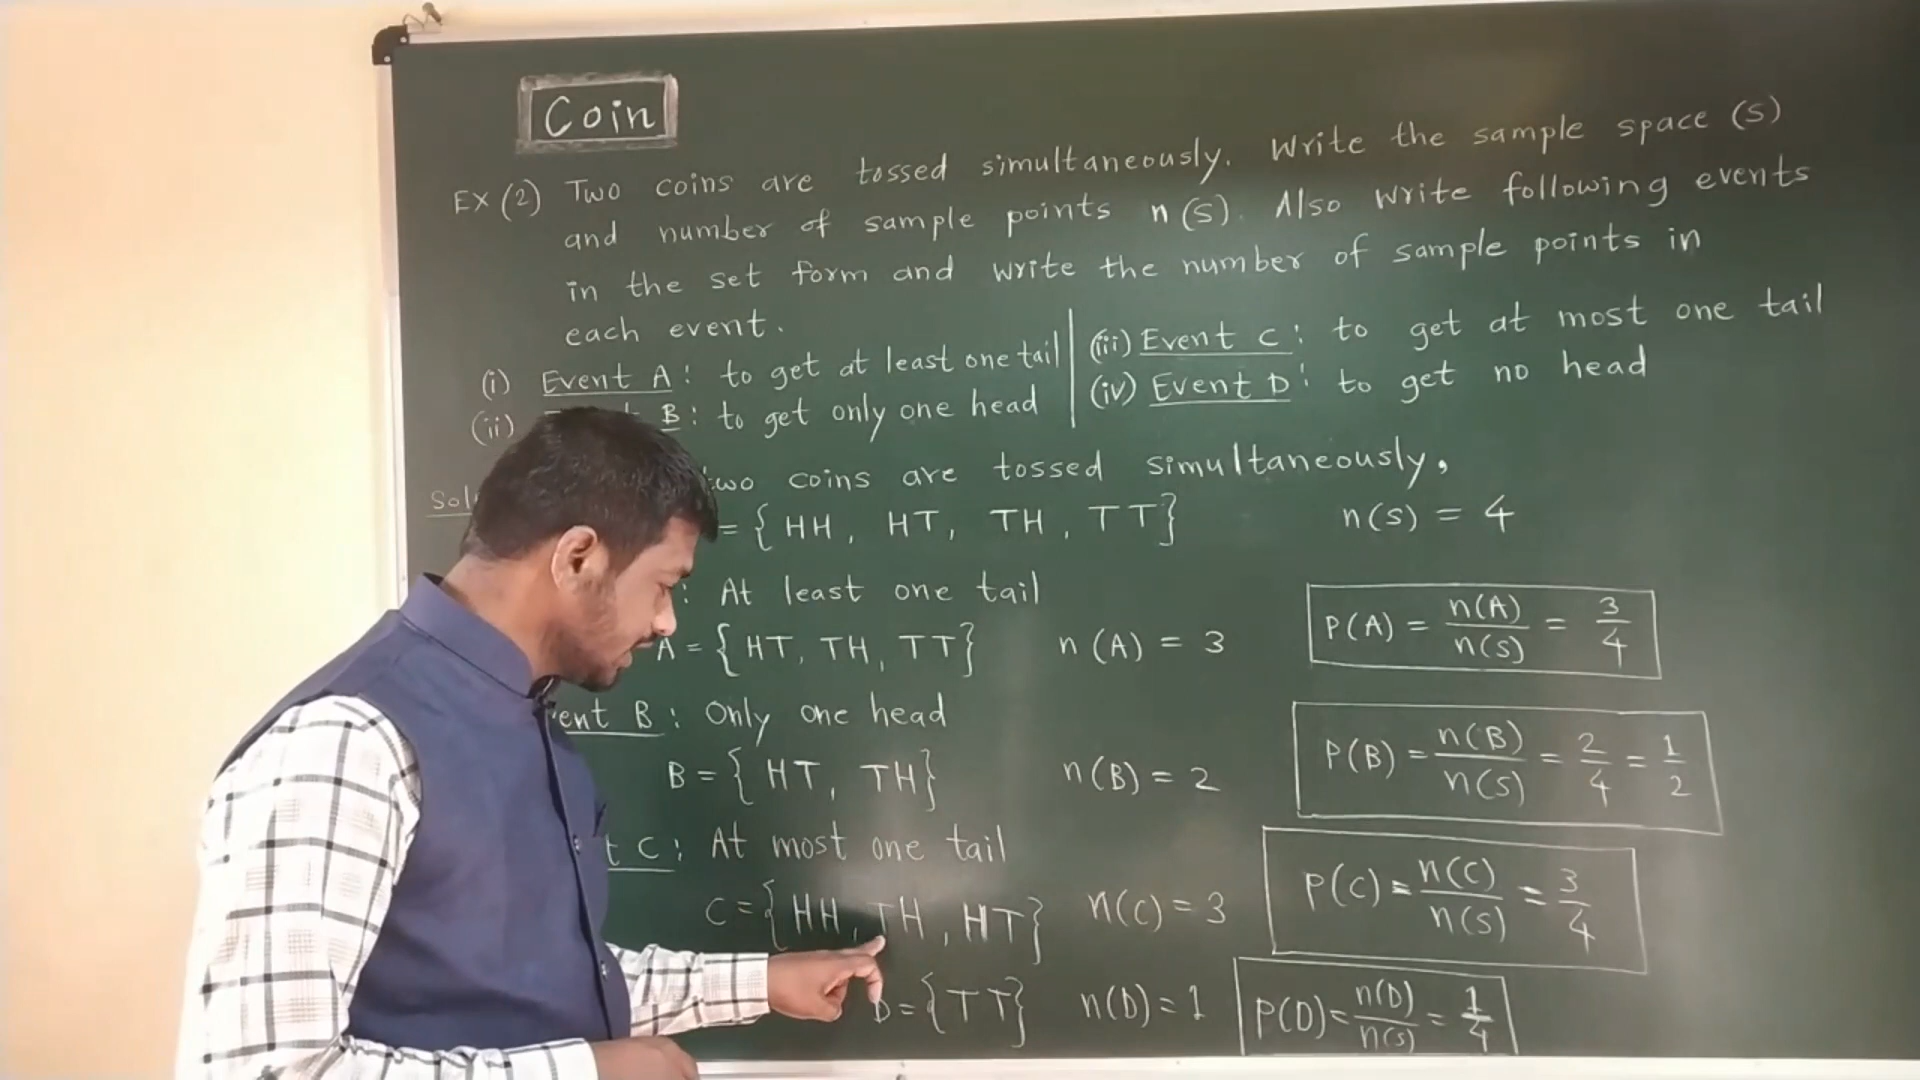 Coin
Ex (2) Two coins are tossed simultaneously. Write the sample space (s)
and number of sample points n (s). Also write following events
in the set form and write the number of sample points in
each event.
(i) Event A: to get at least one tail
(ii) B: to get only one head
(iii) Event C: to get at most one tail
(iv) Event D: to get no head
two coins are tossed simultaneously,
= { HH, HT, TH, TT} n(s) = 4
: At least one tail
A = {HT, TH, TT} n (A) = 3 P(A) = n(A)/n(s) = 3/4
ent B: Only one head
B = { HT, TH} n(B) = 2 P(B) = n(B)/n(s) = 2/4 = 1/2
t C: At most one tail
C = {HH, TH, HT} n(C) = 3 P(C) = n(C)/n(s) = 3/4
D = {TT} n(D) = 1 P(D) = n(D)/n(s) = 1/4